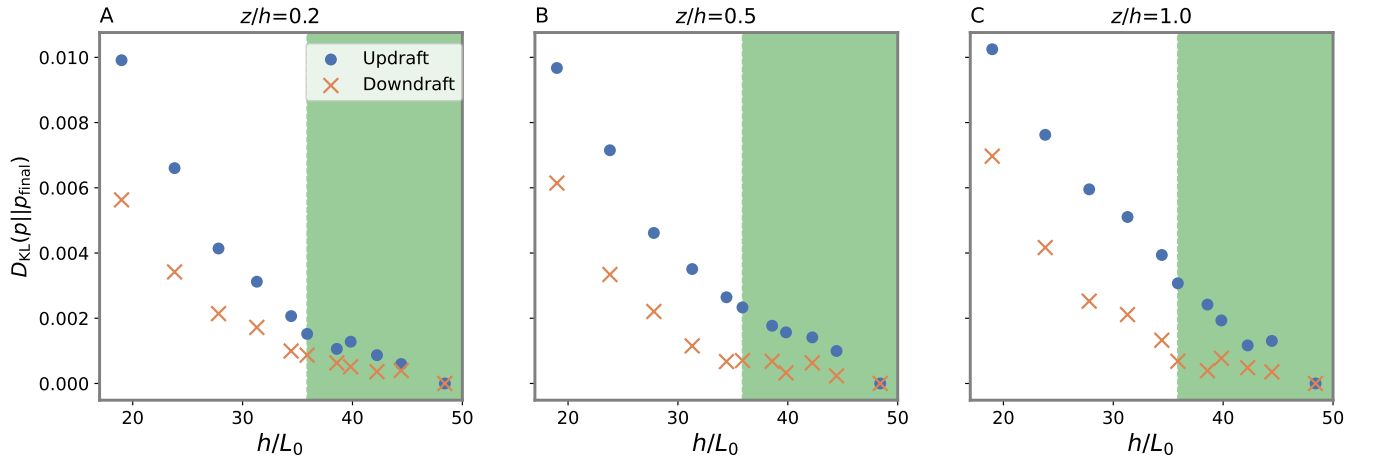 A z/h=0.2
B z/h=0.5
C z/h=1.0
Updraft
Downdraft
D_KL(p||p_final)
0.010
0.008
0.006
0.004
0.002
0.000
20 30 40 50
20 30 40 50
20 30 40 50
h/L_0
h/L_0
h/L_0